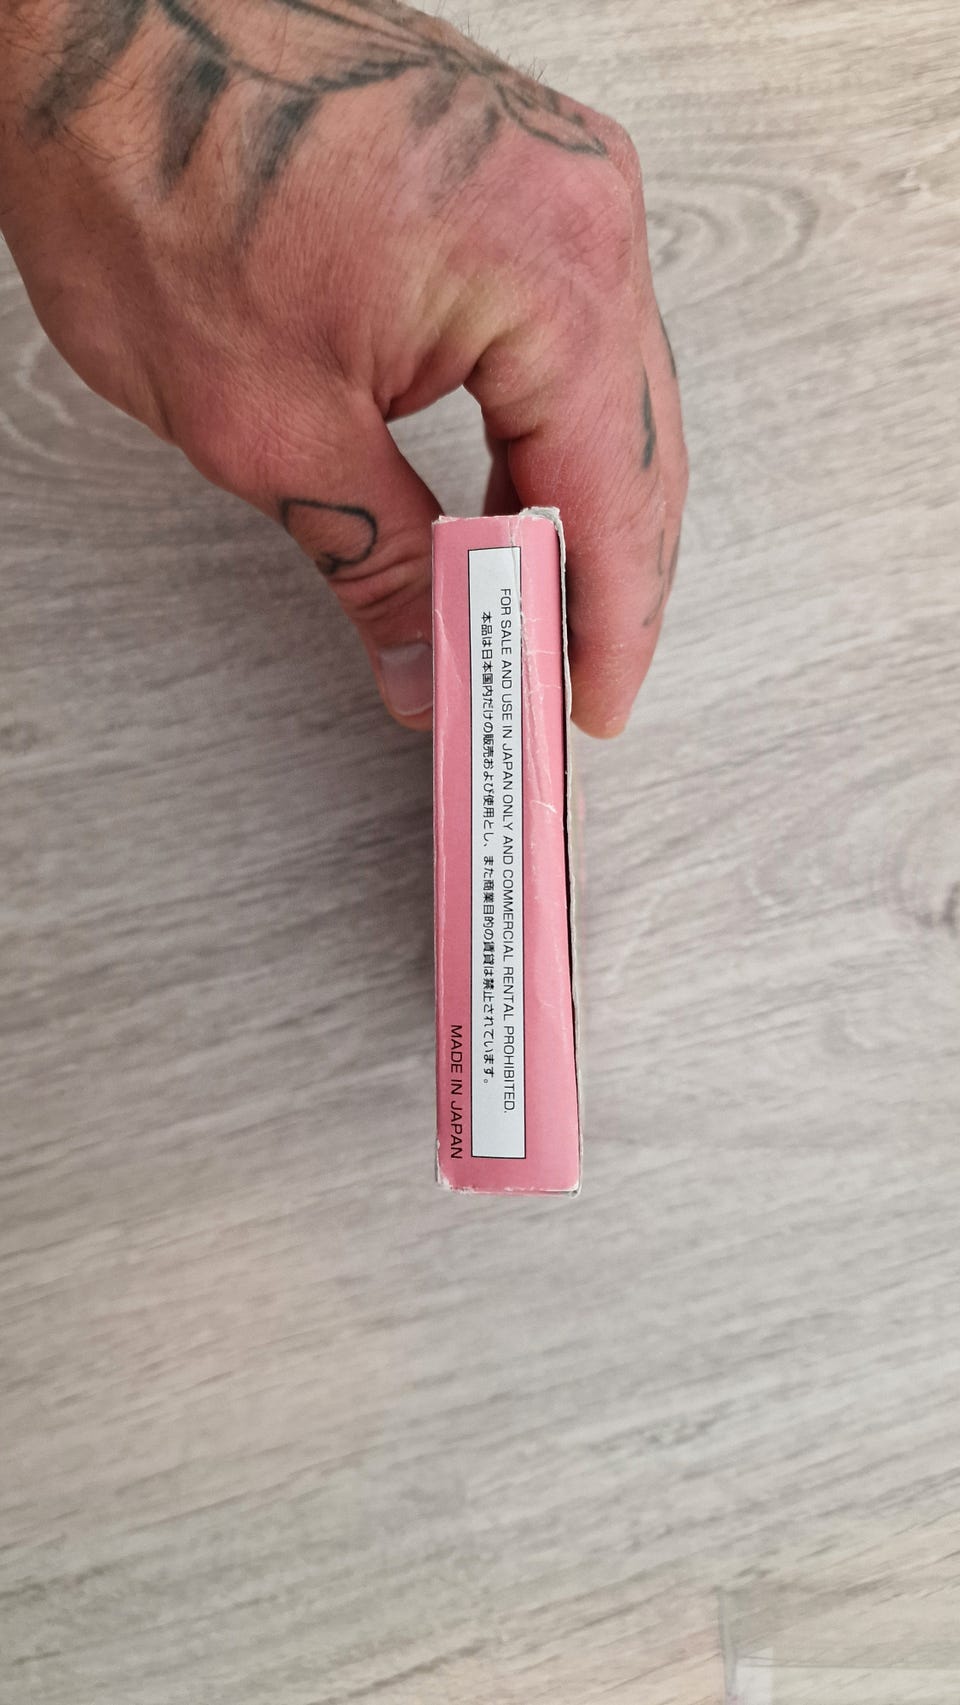 FOR SALE AND USE IN JAPAN ONLY AND COMMERCIAL RENTAL PROHIBITED.
本品は日本国内だけの販売および使用とし、また商業目的の賃貸は禁止されています。
MADE IN JAPAN